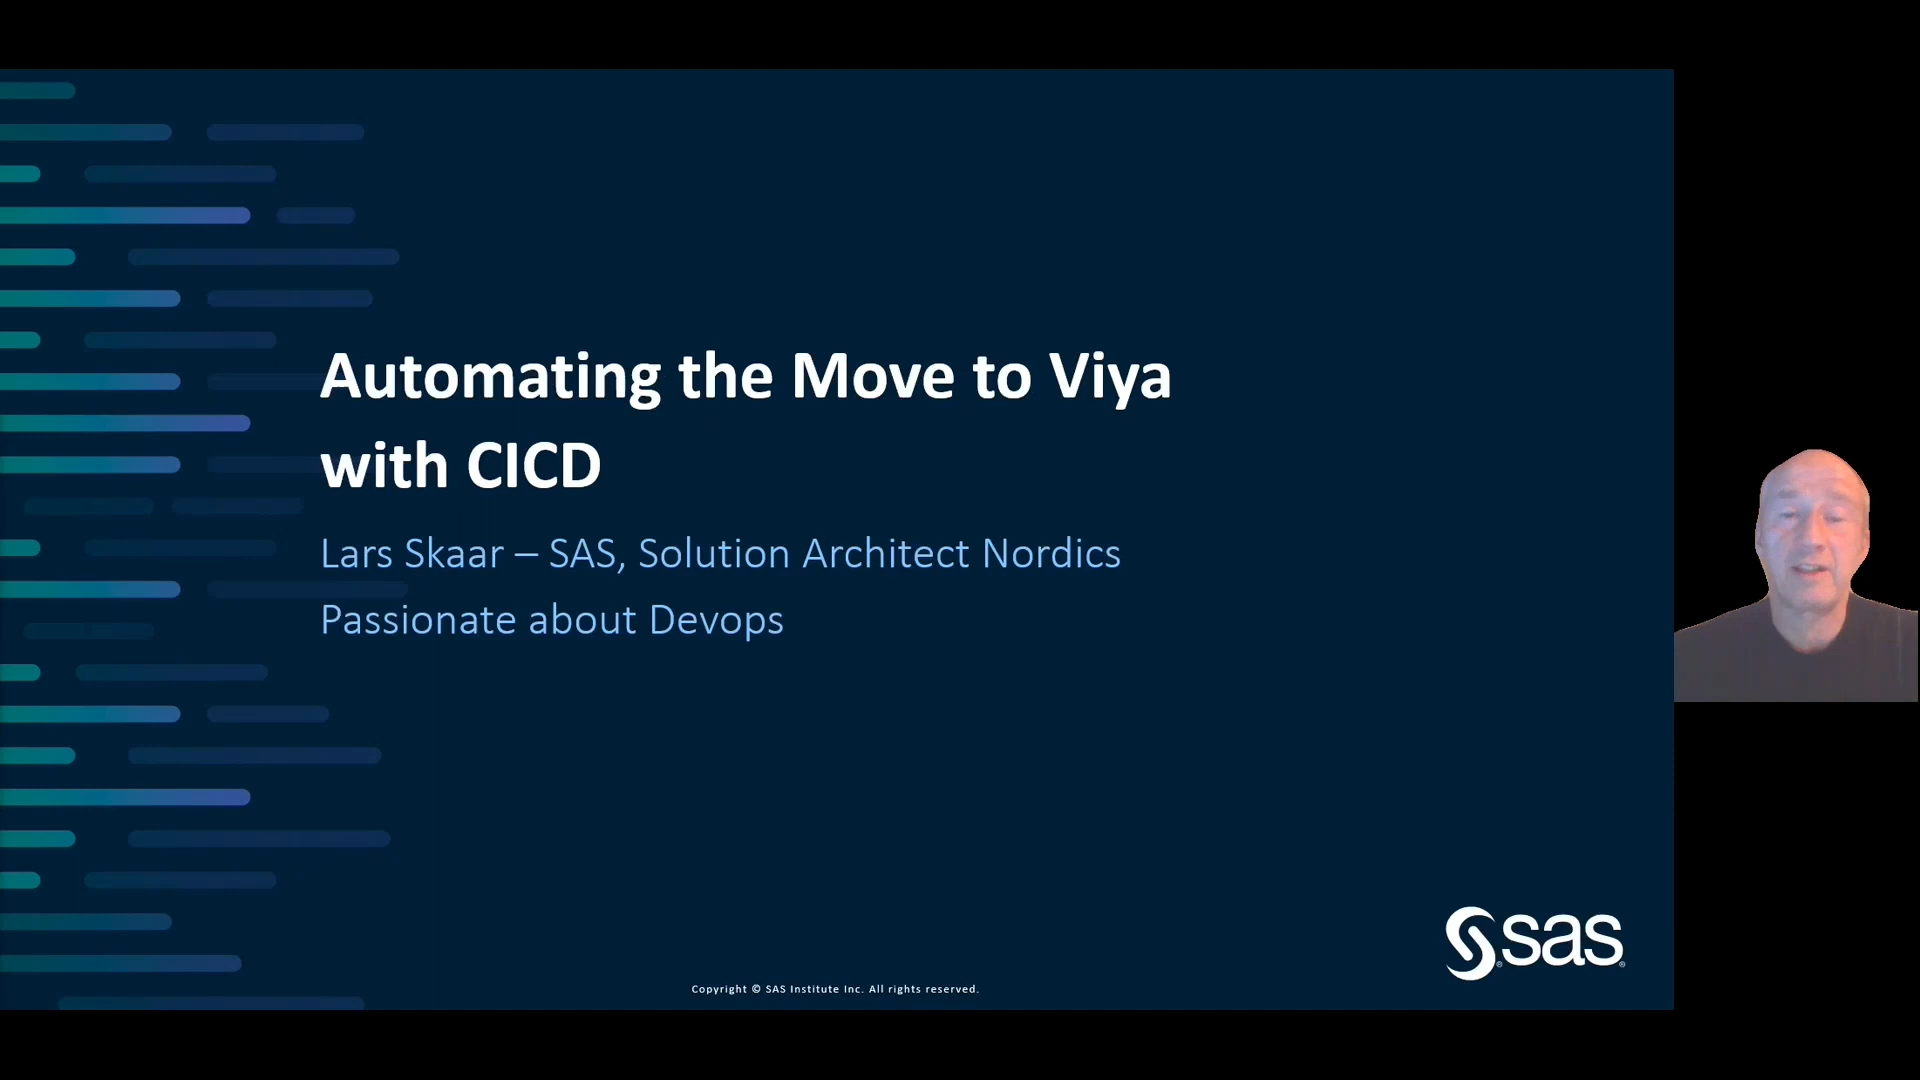 Automating the Move to Viya
with CICD
Lars Skaar – SAS, Solution Architect Nordics
Passionate about Devops
sas
Copyright © SAS Institute Inc. All rights reserved.